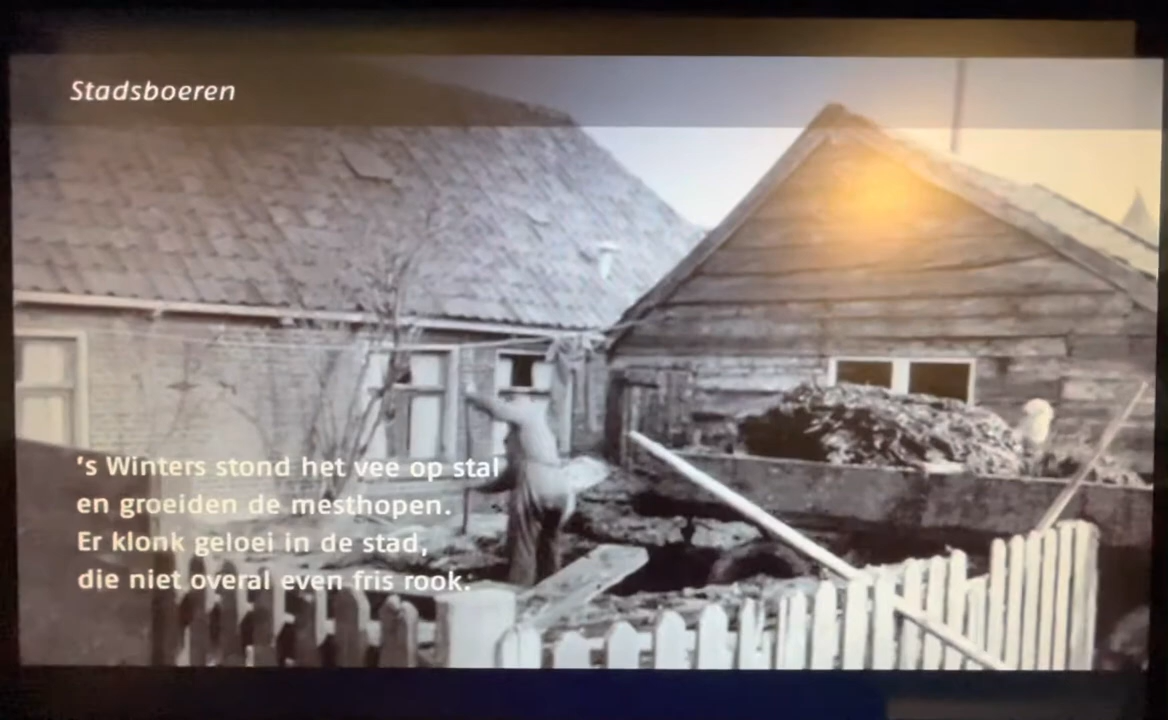 Stadsboeren
's Winters stond het vee op stal
en groeiden de mesthopen.
Er klonk geloei in de stad,
die niet overal even fris rook.